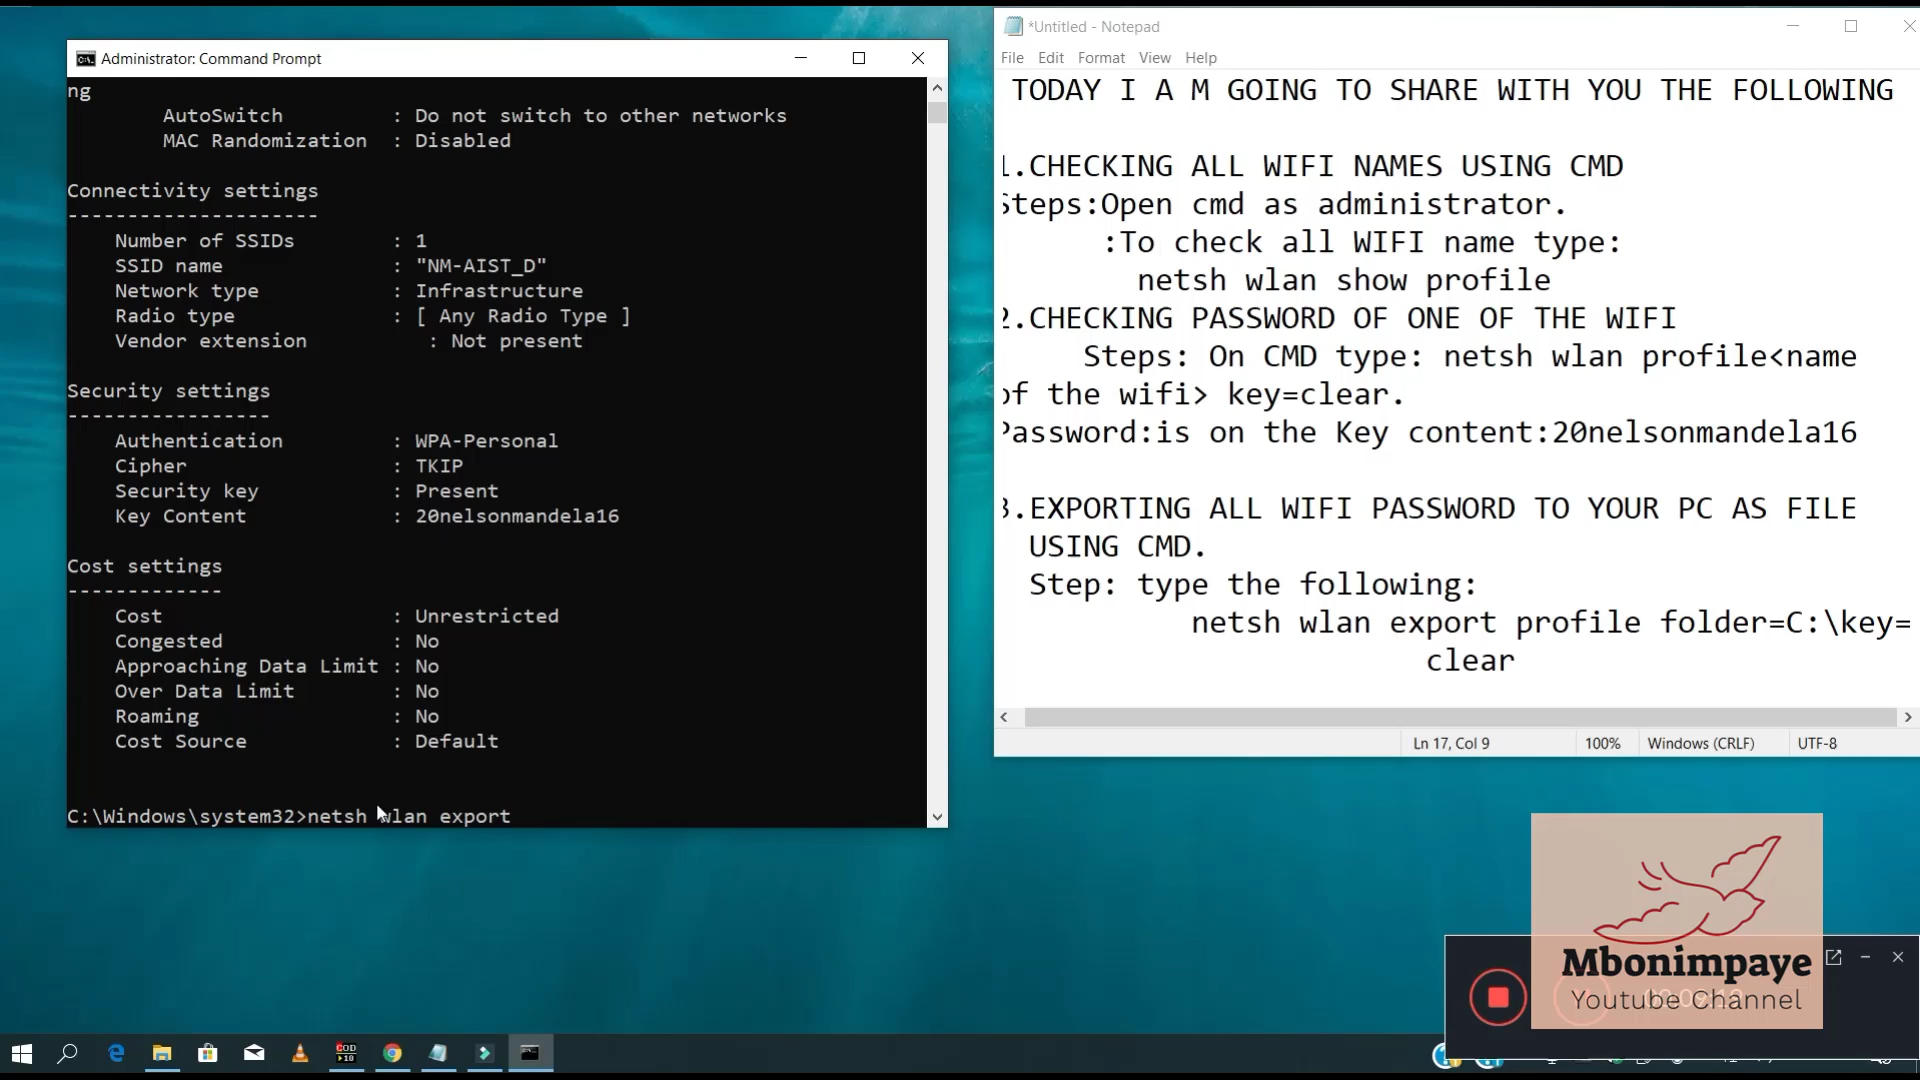 Administrator: Command Prompt
ng
AutoSwitch : Do not switch to other networks
MAC Randomization : Disabled
Connectivity settings
---------------------
Number of SSIDs : 1
SSID name : "NM-AIST_D"
Network type : Infrastructure
Radio type : [ Any Radio Type ]
Vendor extension : Not present
Security settings
-----------------
Authentication : WPA-Personal
Cipher : TKIP
Security key : Present
Key Content : 20nelsonmandela16
Cost settings
-------------
Cost : Unrestricted
Congested : No
Approaching Data Limit : No
Over Data Limit : No
Roaming : No
Cost Source : Default
C:\Windows\system32>netsh wlan export
*Untitled - Notepad
File Edit Format View Help
TODAY I A M GOING TO SHARE WITH YOU THE FOLLOWING
1.CHECKING ALL WIFI NAMES USING CMD
Steps:Open cmd as administrator.
:To check all WIFI name type:
netsh wlan show profile
2.CHECKING PASSWORD OF ONE OF THE WIFI
Steps: On CMD type: netsh wlan profile<name
of the wifi> key=clear.
Password:is on the Key content:20nelsonmandela16
3.EXPORTING ALL WIFI PASSWORD TO YOUR PC AS FILE
USING CMD.
Step: type the following:
netsh wlan export profile folder=C:\key=
clear
Ln 17, Col 9 100% Windows (CRLF) UTF-8
Mbonimpaye
Youtube Channel
COD